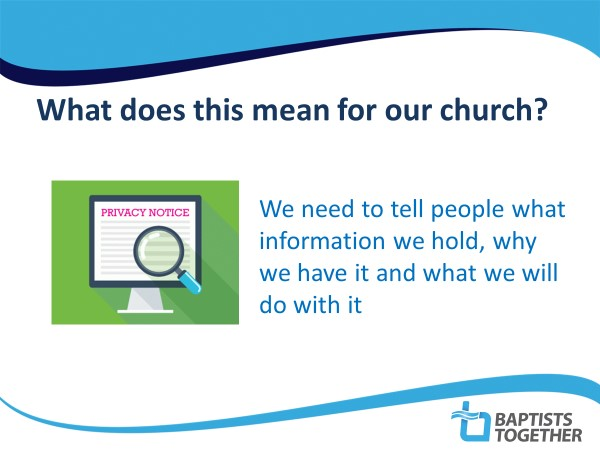 What does this mean for our church?
PRIVACY NOTICE
We need to tell people what
information we hold, why
we have it and what we will
do with it
BAPTISTS
TOGETHER